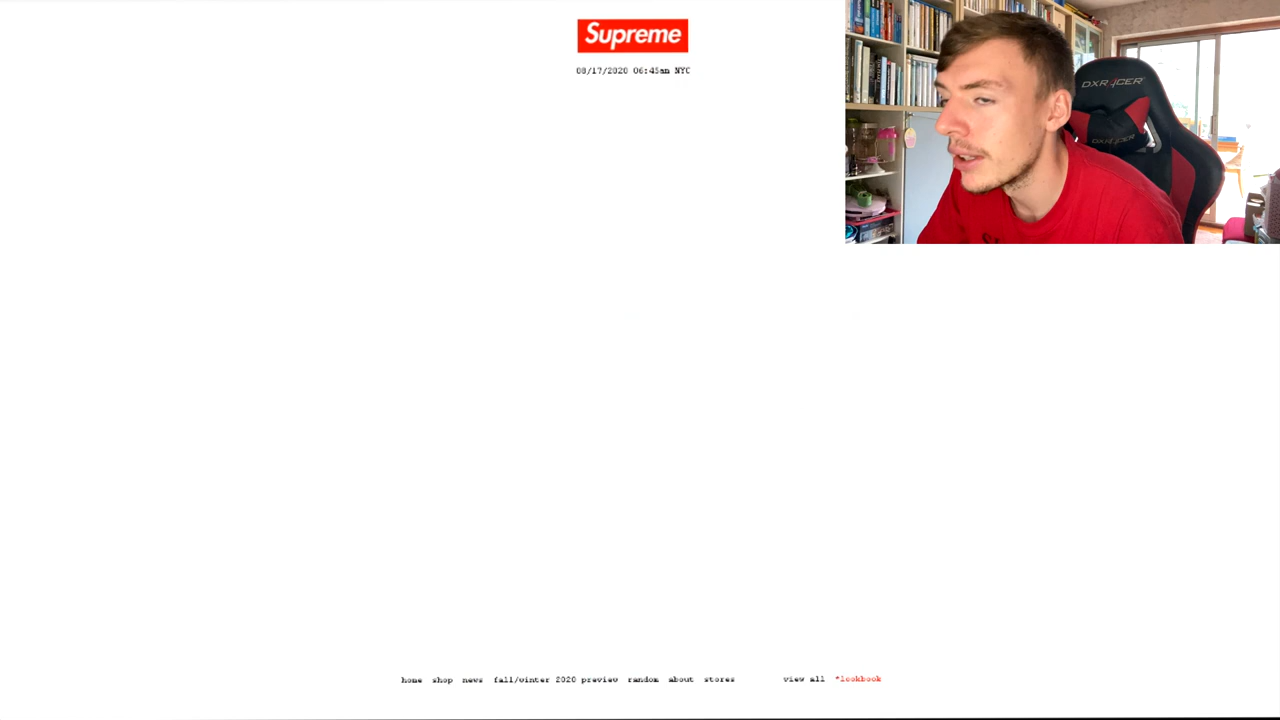 Supreme
08/17/2020 06:45am NYC
DXRACER
DXRACER
home shop news fall/winter 2020 preview random about stores view all *lookbook